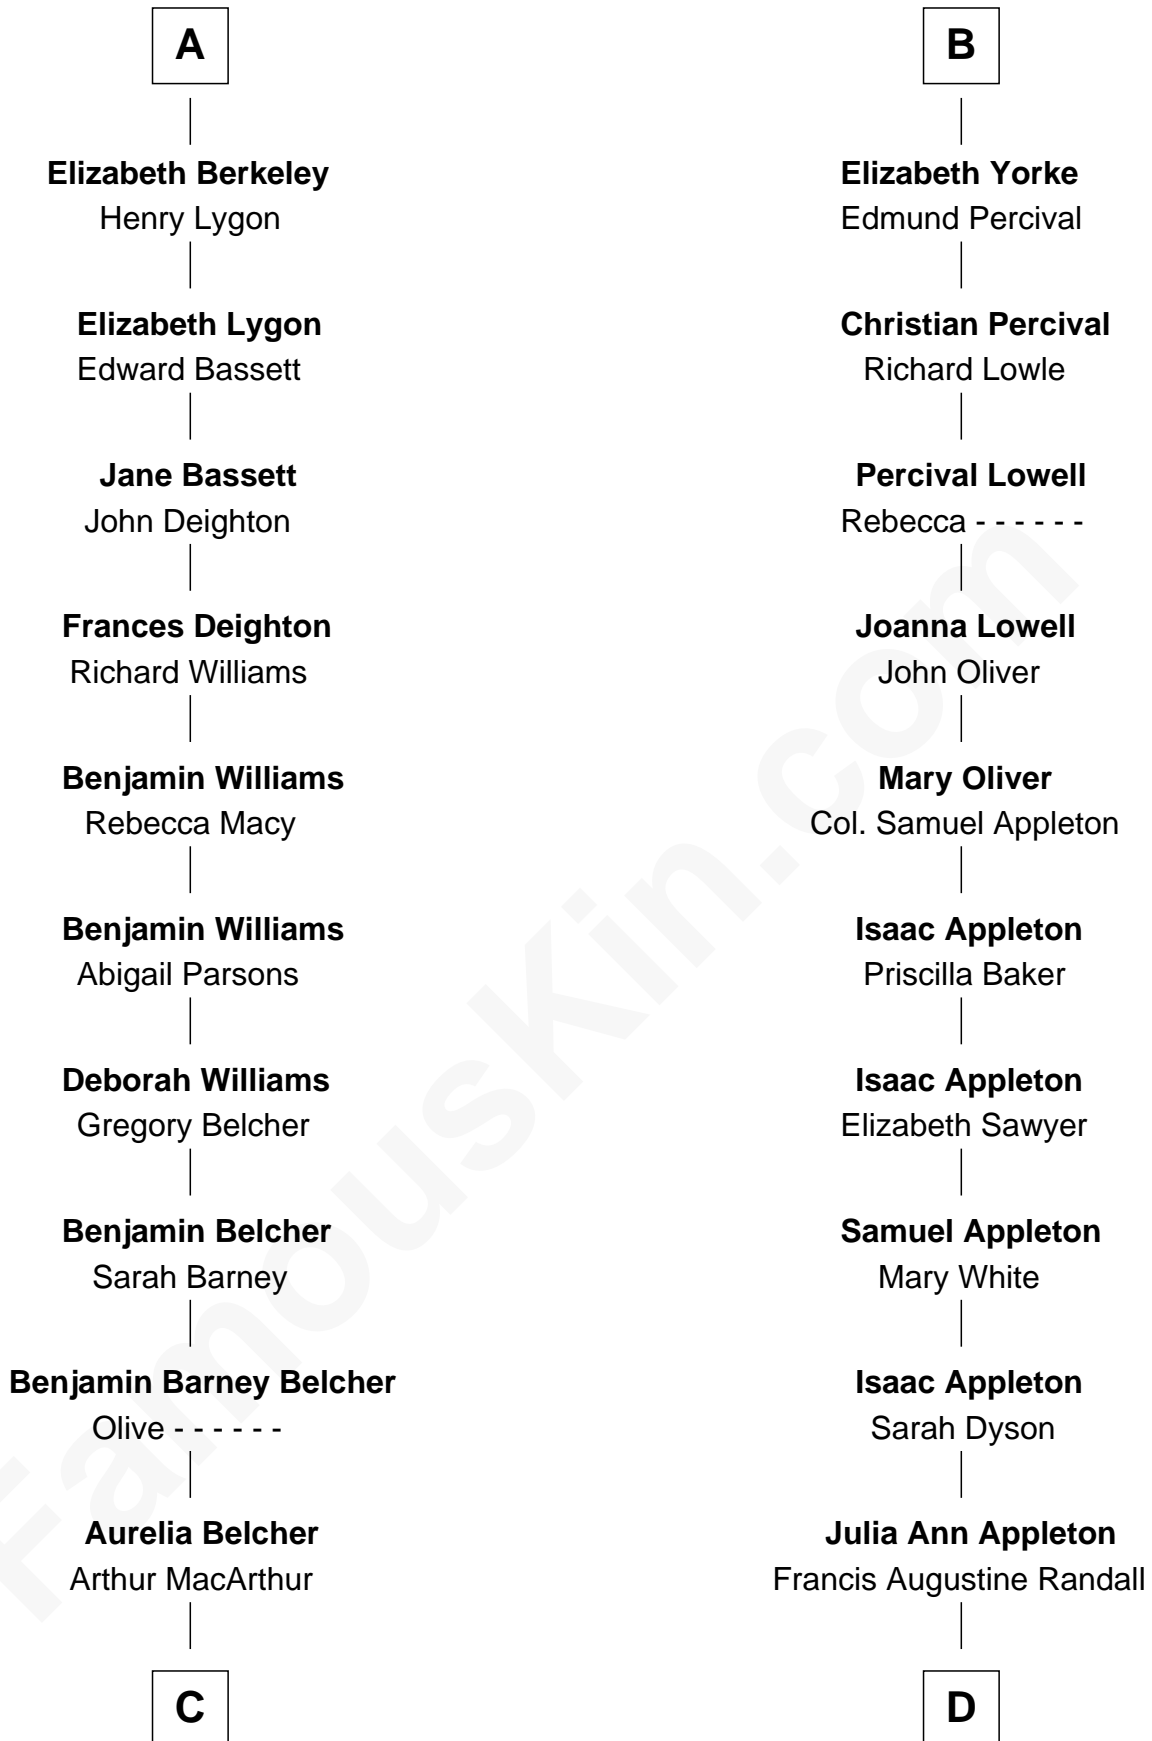 A
Elizabeth Berkeley
Henry Lygon
Elizabeth Lygon
Edward Bassett
Jane Bassett
John Deighton
Frances Deighton
Richard Williams
Benjamin Williams
Rebecca Macy
Benjamin Williams
Abigail Parsons
Deborah Williams
Gregory Belcher
Benjamin Belcher
Sarah Barney
Benjamin Barney Belcher
Olive - - - - - -
Aurelia Belcher
Arthur MacArthur
C
B
Elizabeth Yorke
Edmund Percival
Christian Percival
Richard Lowle
Percival Lowell
Rebecca - - - - - -
Joanna Lowell
John Oliver
Mary Oliver
Col. Samuel Appleton
Isaac Appleton
Priscilla Baker
Isaac Appleton
Elizabeth Sawyer
Samuel Appleton
Mary White
Isaac Appleton
Sarah Dyson
Julia Ann Appleton
Francis Augustine Randall
D
FamousKin.com